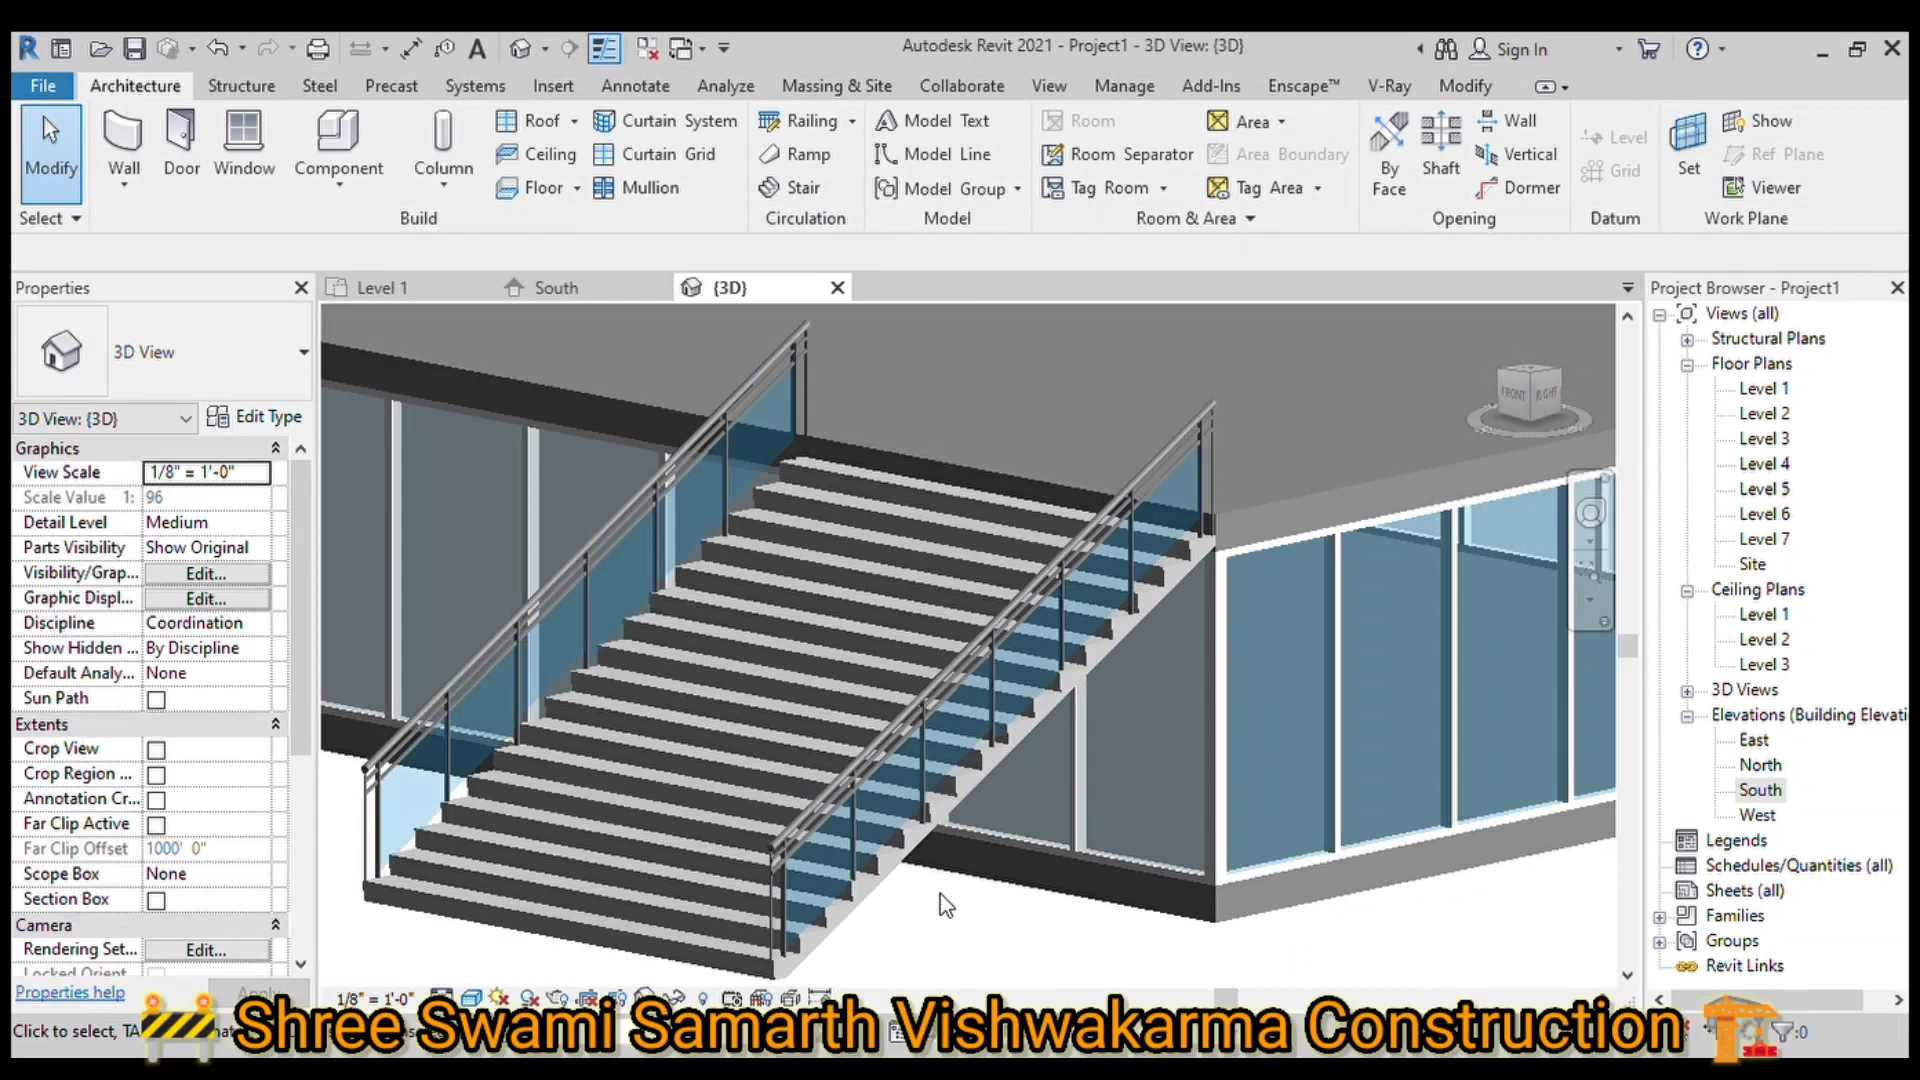 Autodesk Revit 2021 - Project1 - 3D View: {3D}
Sign In
File Architecture Structure Steel Precast Systems Insert Annotate Analyze Massing & Site Collaborate View Manage Add-Ins Enscape™ V-Ray Modify
Modify
Wall
Door
Window
Component
Column
Roof
Ceiling
Floor
Curtain System
Curtain Grid
Mullion
Railing
Ramp
Stair
Model Text
Model Line
Model Group
Room
Room Separator
Tag Room
Area
Area Boundary
Tag Area
By Face
Shaft
Wall
Vertical
Dormer
Level
Grid
Set
Show
Ref Plane
Viewer
Select Build Circulation Model Room & Area Opening Datum Work Plane
Properties
3D View
3D View: {3D} Edit Type
Graphics
View Scale 1/8" = 1'-0"
Scale Value 1: 96
Detail Level Medium
Parts Visibility Show Original
Visibility/Grap... Edit...
Graphic Displ... Edit...
Discipline Coordination
Show Hidden ... By Discipline
Default Analy... None
Sun Path
Extents
Crop View
Crop Region ...
Annotation Cr...
Far Clip Active
Far Clip Offset 1000' 0"
Scope Box None
Section Box
Camera
Rendering Set... Edit...
Locked Orient
Properties help Apply
Level 1 South {3D}
FRONT RIGHT
1/8" = 1'-0"
Project Browser - Project1
Views (all)
Structural Plans
Floor Plans
Level 1
Level 2
Level 3
Level 4
Level 5
Level 6
Level 7
Site
Ceiling Plans
Level 1
Level 2
Level 3
3D Views
Elevations (Building Elevati
East
North
South
West
Legends
Schedules/Quantities (all)
Sheets (all)
Families
Groups
Revit Links
Click to select, TA
:0
Shree Swami Samarth Vishwakarma Construction